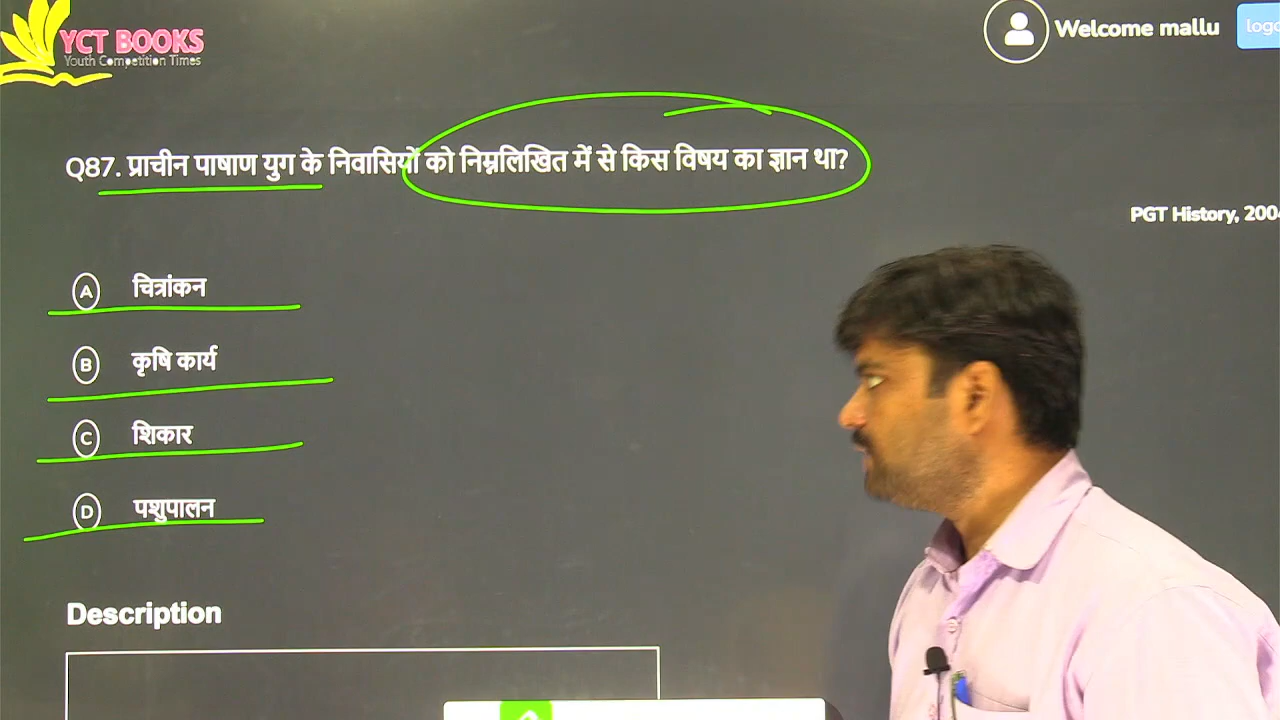 YCT BOOKS
Youth Competition Times
Welcome mallu
Q87. प्राचीन पाषाण युग के निवासियों को निम्नलिखित में से किस विषय का ज्ञान था?
PGT History, 200
A चित्रांकन
B कृषि कार्य
C शिकार
D पशुपालन
Description